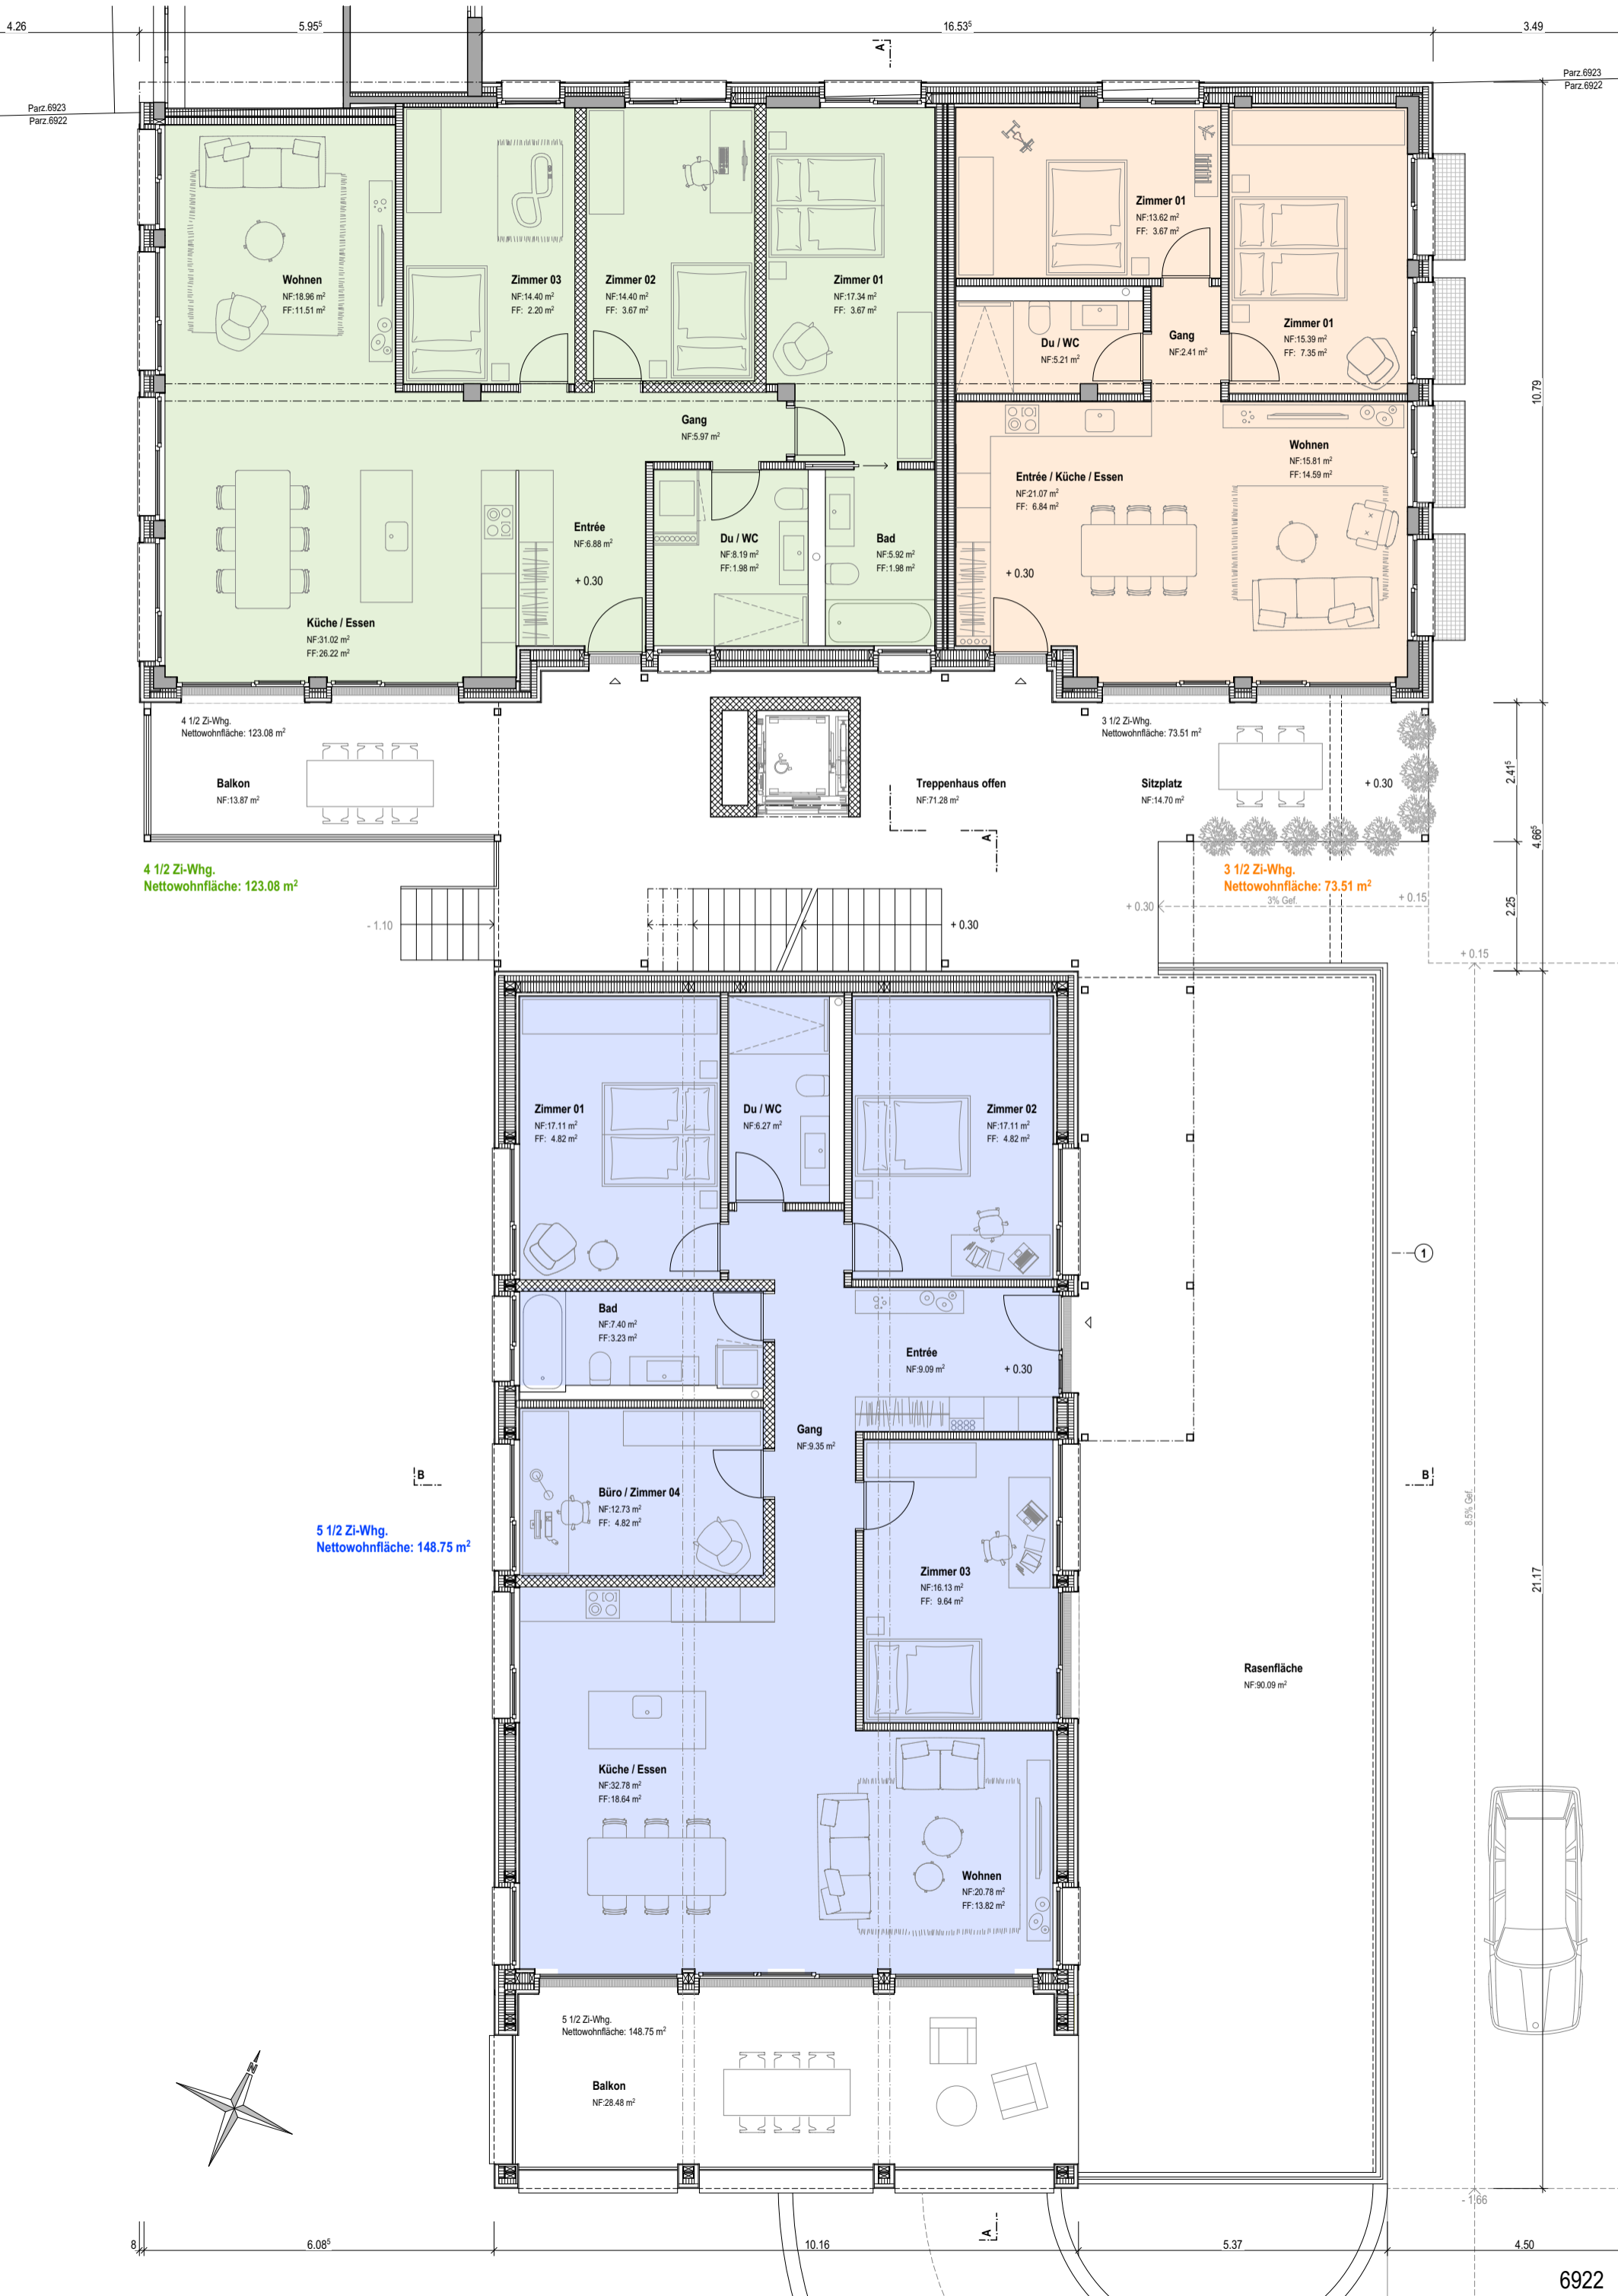 4.26
5.95⁵
16.53⁵
3.49
A
Parz.6923
Parz.6922
Parz.6923
Parz.6922
Wohnen
NF:18.96 m²
FF:11.51 m²
Zimmer 03
NF:14.40 m²
FF: 2.20 m²
Zimmer 02
NF:14.40 m²
FF: 3.67 m²
Zimmer 01
NF:17.34 m²
FF: 3.67 m²
Zimmer 01
NF:13.62 m²
FF: 3.67 m²
Zimmer 01
NF:15.39 m²
FF: 7.35 m²
Du / WC
NF:5.21 m²
Gang
NF:2.41 m²
10.79
Gang
NF:5.97 m²
Wohnen
NF:15.81 m²
FF:14.59 m²
Entrée / Küche / Essen
NF:21.07 m²
FF: 6.84 m²
+ 0.30
Entrée
NF:6.88 m²
+ 0.30
Du / WC
NF:8.19 m²
FF:1.98 m²
Bad
NF:5.92 m²
FF:1.98 m²
Küche / Essen
NF:31.02 m²
FF:26.22 m²
4 1/2 Zi-Whg.
Nettowohnfläche: 123.08 m²
Balkon
NF:13.87 m²
Treppenhaus offen
NF:71.28 m²
3 1/2 Zi-Whg.
Nettowohnfläche: 73.51 m²
Sitzplatz
NF:14.70 m²
+ 0.30
2.41⁵
4.66⁵
2.25
A
4 1/2 Zi-Whg.
Nettowohnfläche: 123.08 m²
3 1/2 Zi-Whg.
Nettowohnfläche: 73.51 m²
3% Gef.
+ 0.30
+ 0.15
- 1.10
+ 0.30
+ 0.15
Zimmer 01
NF:17.11 m²
FF: 4.82 m²
Du / WC
NF:6.27 m²
Zimmer 02
NF:17.11 m²
FF: 4.82 m²
1
Bad
NF:7.40 m²
FF:3.23 m²
Entrée
NF:9.09 m²
+ 0.30
Gang
NF:9.35 m²
B
B
8.5% Gef.
Büro / Zimmer 04
NF:12.73 m²
FF: 4.82 m²
5 1/2 Zi-Whg.
Nettowohnfläche: 148.75 m²
Zimmer 03
NF:16.13 m²
FF: 9.64 m²
21.17
Rasenfläche
NF:90.09 m²
Küche / Essen
NF:32.78 m²
FF:18.64 m²
Wohnen
NF:20.78 m²
FF:13.82 m²
5 1/2 Zi-Whg.
Nettowohnfläche: 148.75 m²
Balkon
NF:28.48 m²
N
- 1.66
A
8
6.08⁵
10.16
5.37
4.50
6922